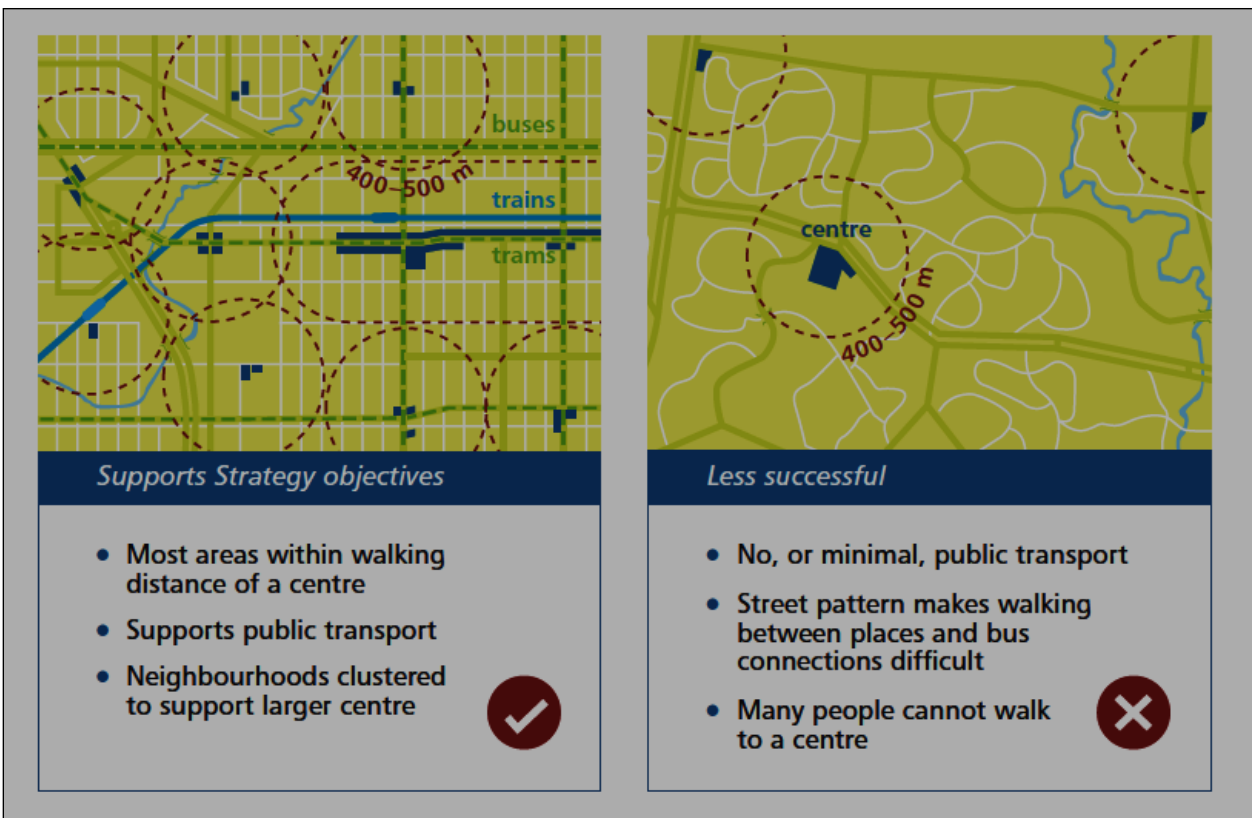 buses
400–500 m
trains
trams
Supports Strategy objectives
• Most areas within walking
distance of a centre
• Supports public transport
• Neighbourhoods clustered
to support larger centre
centre
400–500 m
Less successful
• No, or minimal, public transport
• Street pattern makes walking
between places and bus
connections difficult
• Many people cannot walk
to a centre